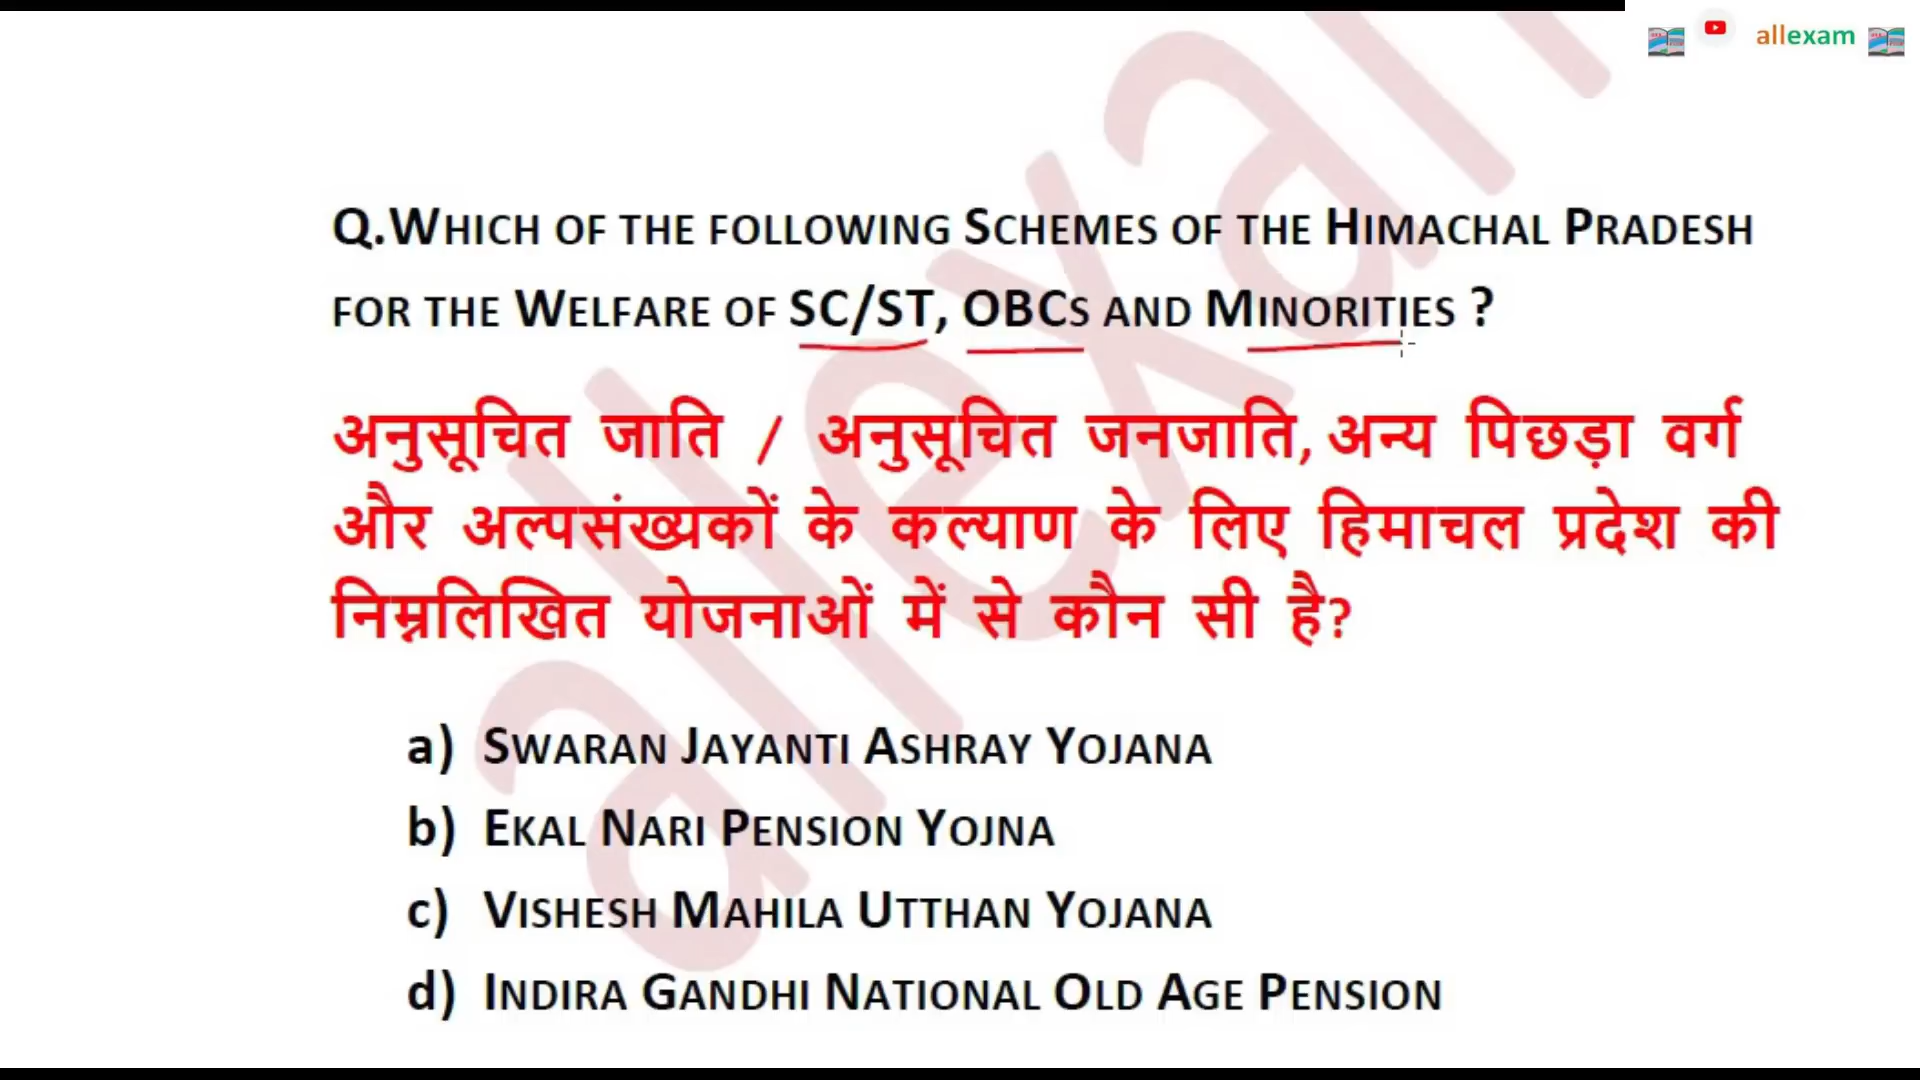 allexam
Q.WHICH OF THE FOLLOWING SCHEMES OF THE HIMACHAL PRADESH
FOR THE WELFARE OF SC/ST, OBCS AND MINORITIES ?
अनुसूचित जाति / अनुसूचित जनजाति, अन्य पिछड़ा वर्ग
और अल्पसंख्यकों के कल्याण के लिए हिमाचल प्रदेश की
निम्नलिखित योजनाओं में से कौन सी है?
a) SWARAN JAYANTI ASHRAY YOJANA
b) EKAL NARI PENSION YOJNA
c) VISHESH MAHILA UTTHAN YOJANA
d) INDIRA GANDHI NATIONAL OLD AGE PENSION
allexam